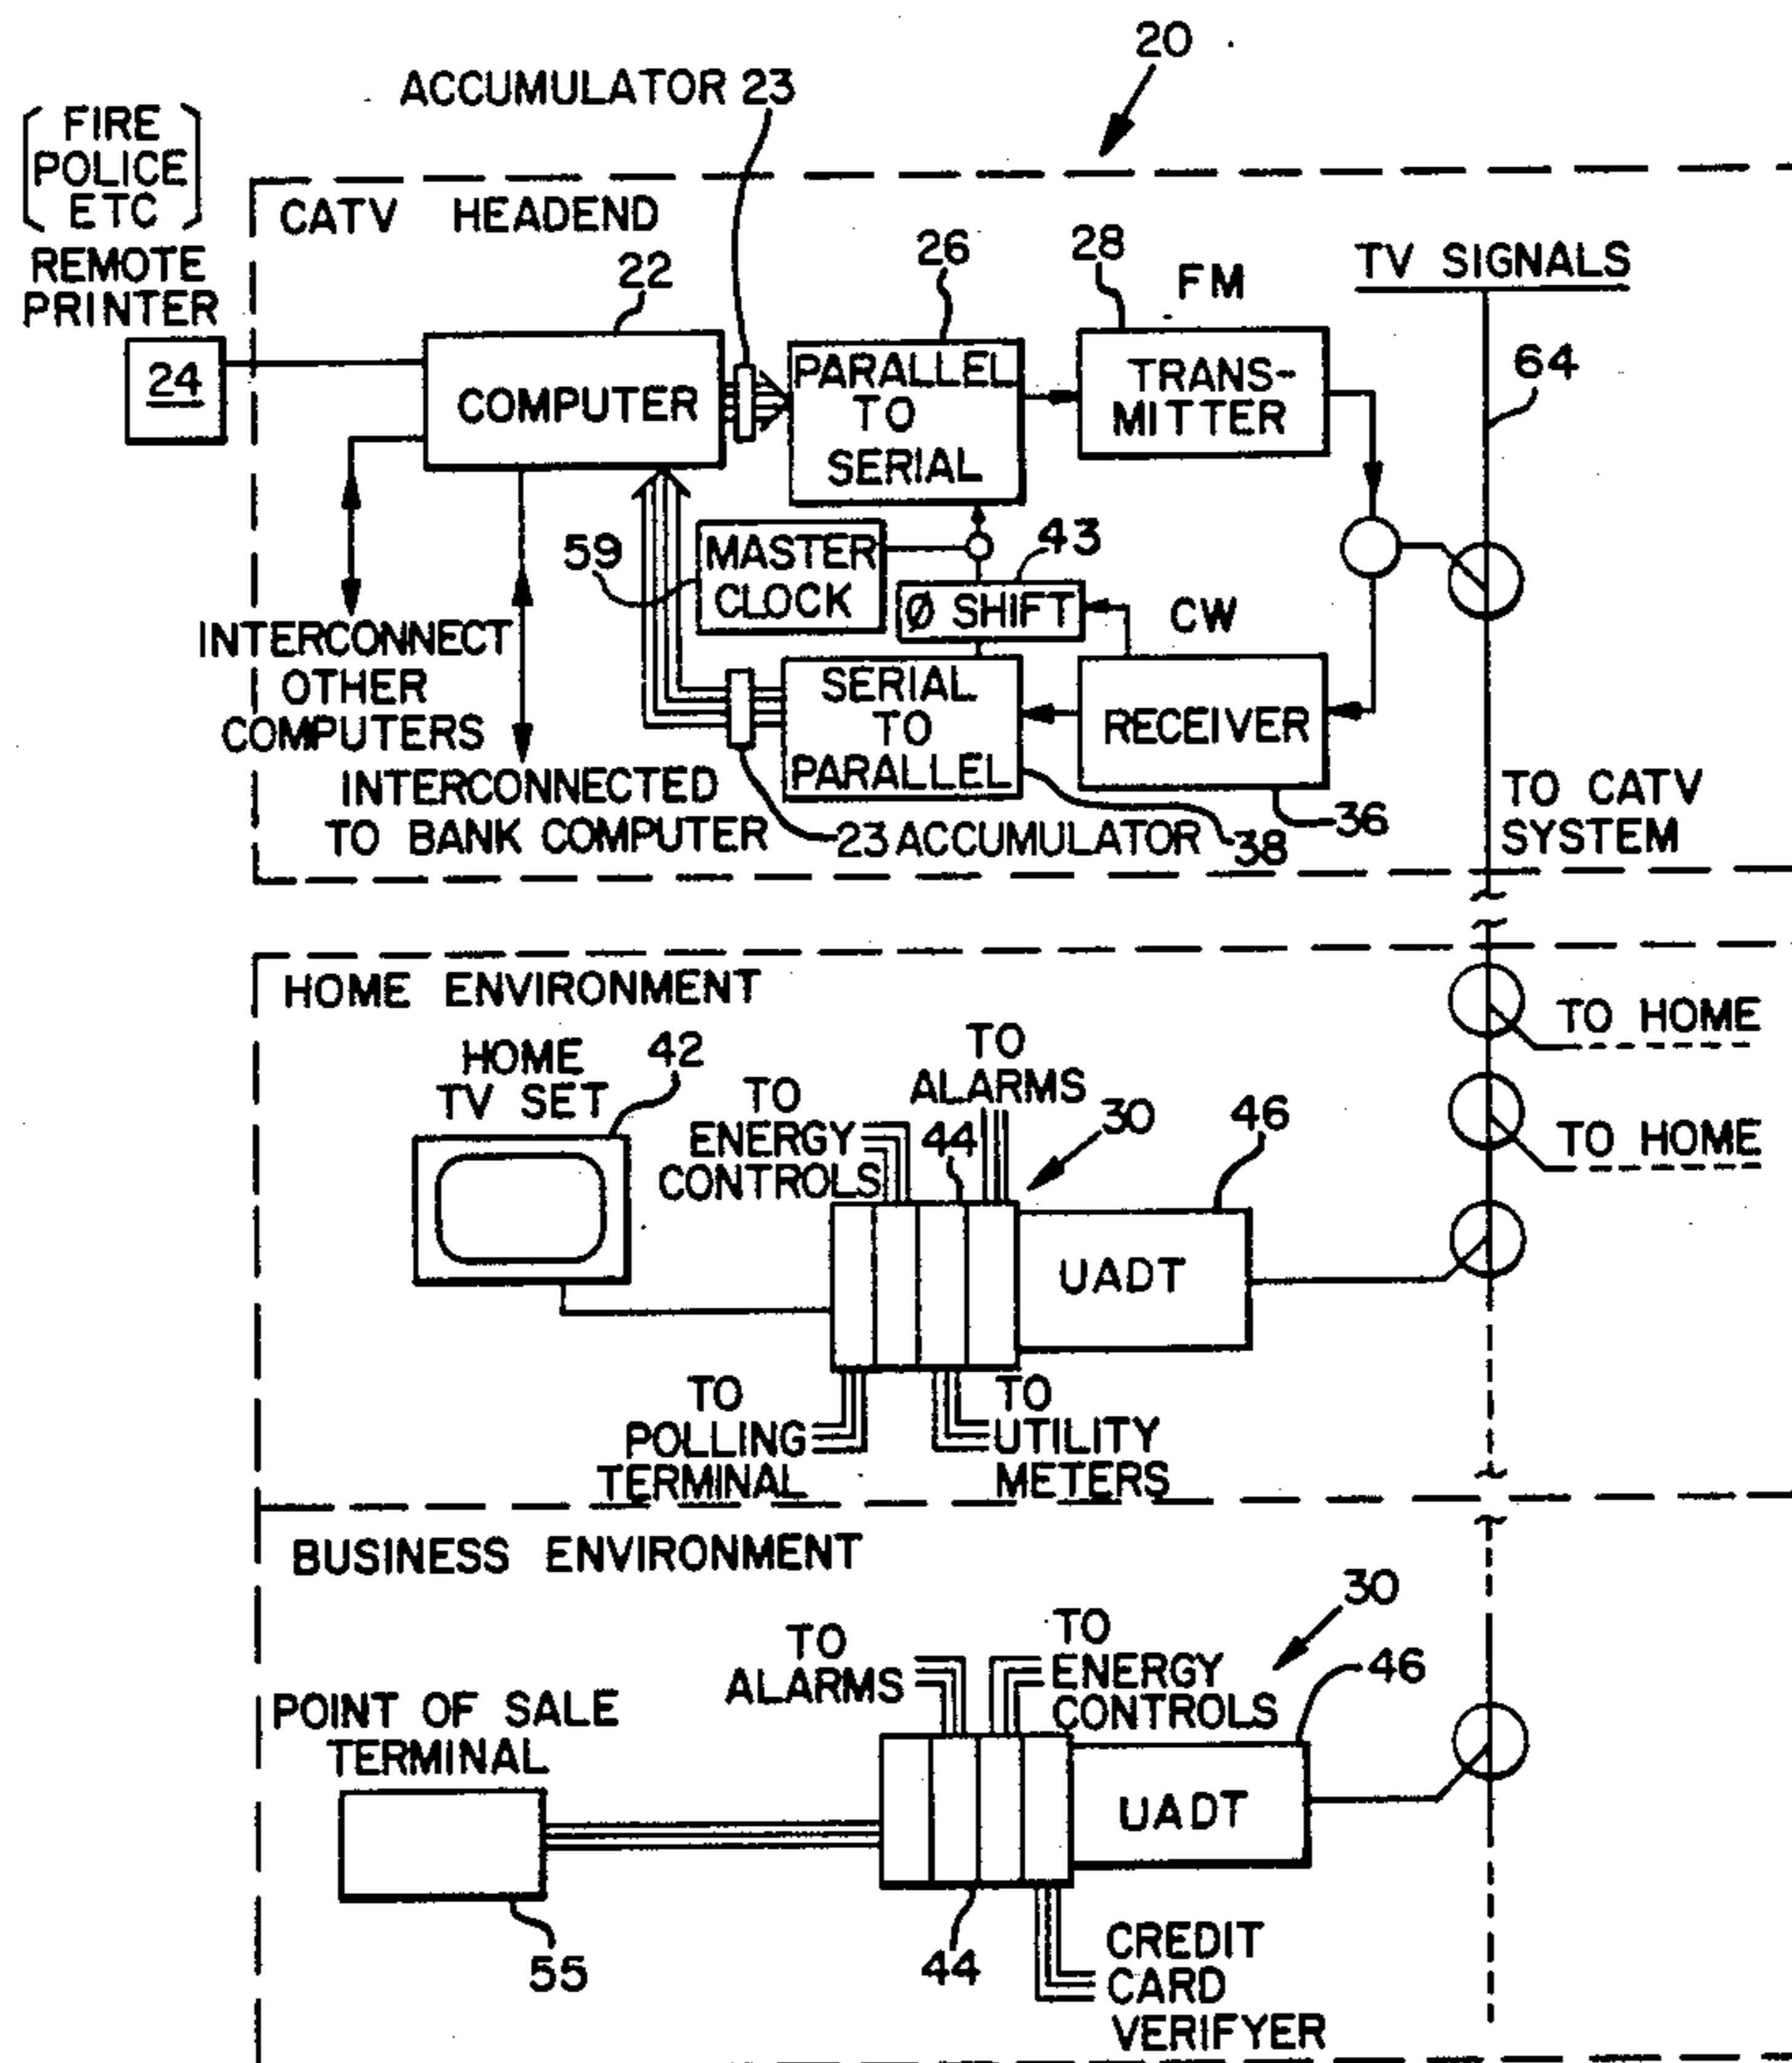 20
ACCUMULATOR 23
FIRE
POLICE
ETC
REMOTE
PRINTER
24
CATV HEADEND
22
26
28
FM
TV SIGNALS
64
COMPUTER
PARALLEL
TO
SERIAL
TRANS-
MITTER
59
MASTER
CLOCK
43
Ø SHIFT
CW
INTERCONNECT
OTHER
COMPUTERS
SERIAL
TO
PARALLEL
RECEIVER
INTERCONNECTED
TO BANK COMPUTER
23 ACCUMULATOR
38
36
TO CATV
SYSTEM
HOME ENVIRONMENT
TO HOME
TO HOME
HOME
TV SET
42
TO
ENERGY
CONTROLS
44
TO
ALARMS
30
46
UADT
TO
POLLING
TERMINAL
TO
UTILITY
METERS
BUSINESS ENVIRONMENT
30
TO
ALARMS
TO
ENERGY
CONTROLS
46
POINT OF SALE
TERMINAL
UADT
55
44
CREDIT
CARD
VERIFYER